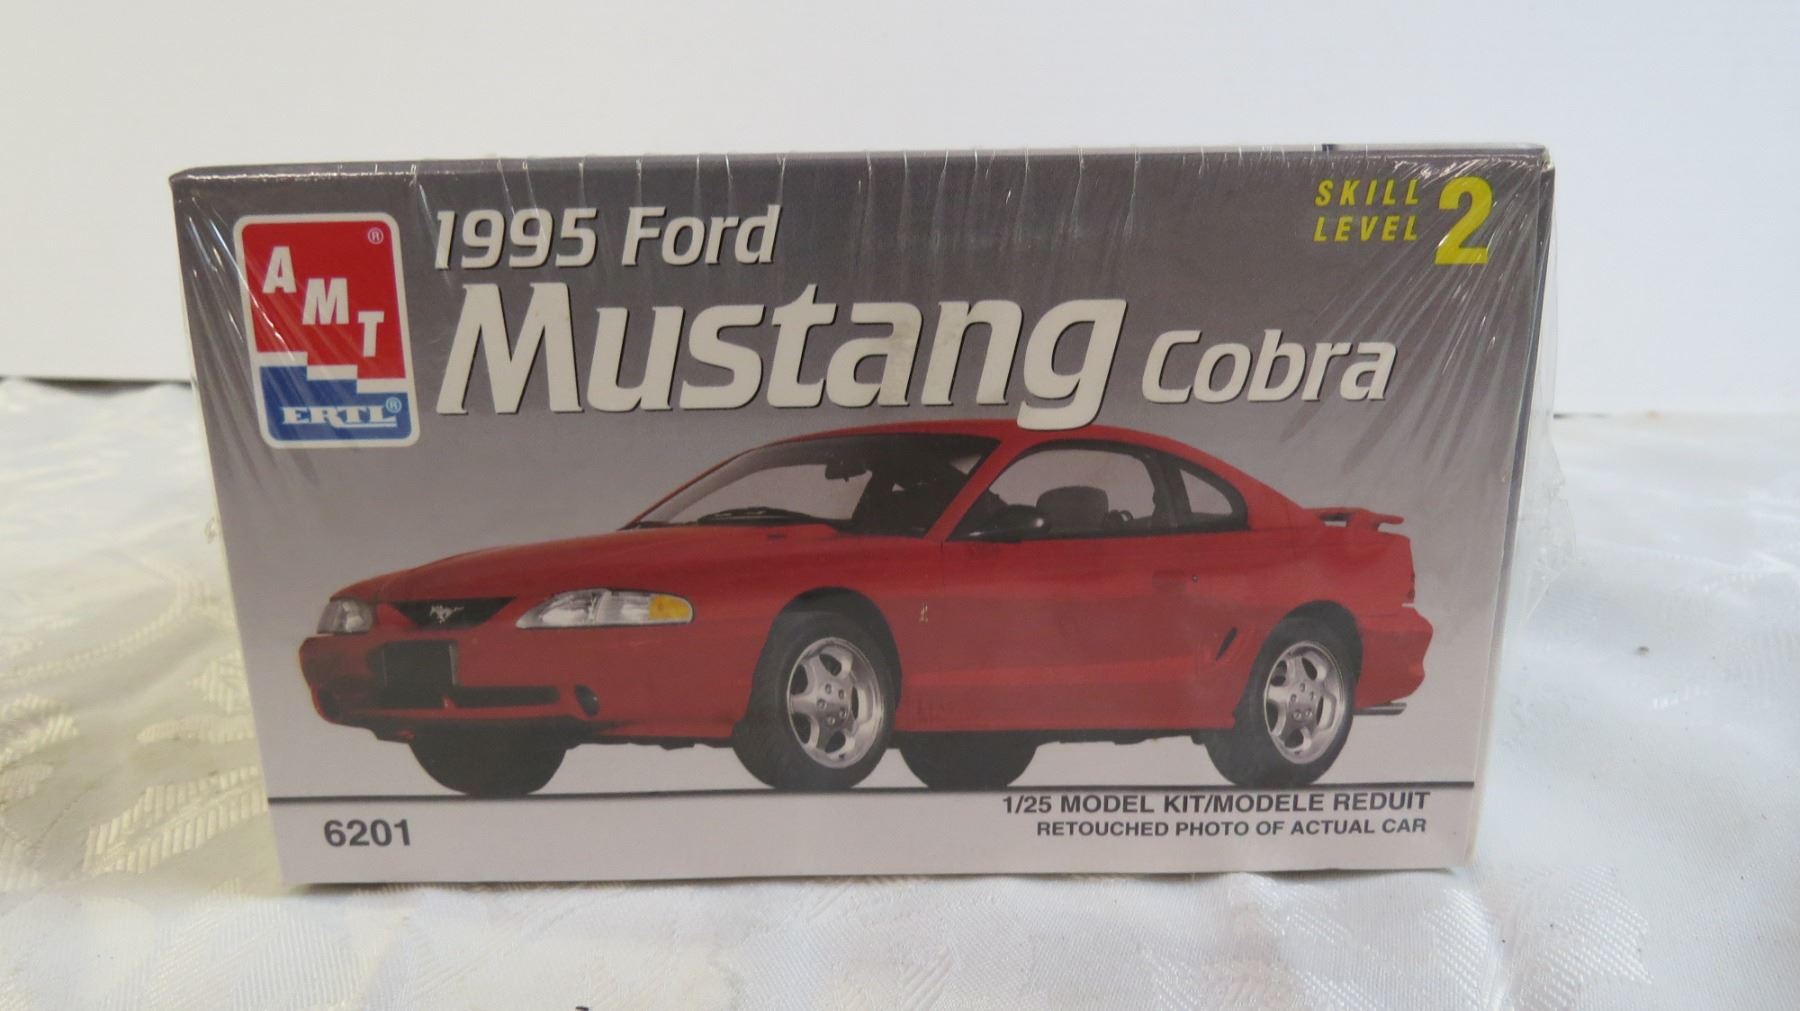 AMT®
ERTL®
1995 Ford
Mustang Cobra
SKILL
LEVEL 2
1/25 MODEL KIT/MODELE REDUIT
RETOUCHED PHOTO OF ACTUAL CAR
6201